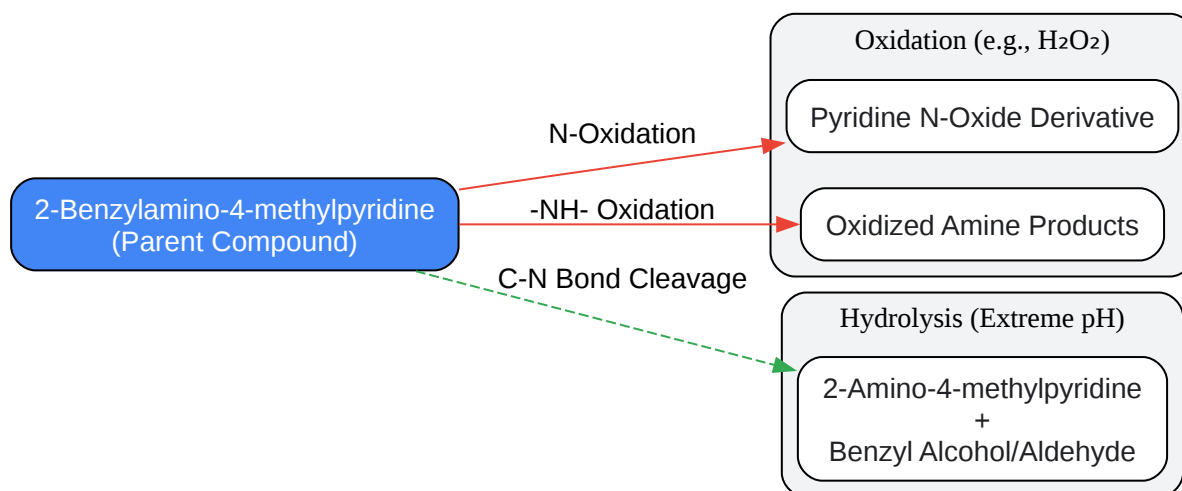 Oxidation (e.g., H₂O₂)
Pyridine N-Oxide Derivative
N-Oxidation
2-Benzylamino-4-methylpyridine
(Parent Compound)
-NH- Oxidation
Oxidized Amine Products
C-N Bond Cleavage
Hydrolysis (Extreme pH)
2-Amino-4-methylpyridine
+
Benzyl Alcohol/Aldehyde